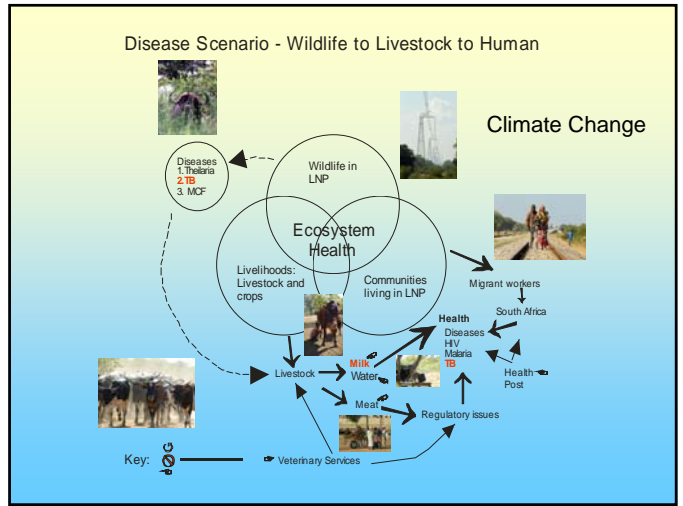 Disease Scenario - Wildlife to Livestock to Human
Climate Change
Diseases
1.Theilaria
2.TB
3. MCF
Wildlife in
LNP
Ecosystem
Health
Livelihoods:
Livestock and
crops
Communities
living in LNP
Migrant workers
South Africa
Health
Diseases
HIV
Malaria
TB
Health
Post
Livestock
Milk
Water
Meat
Regulatory issues
Key:
Veterinary Services